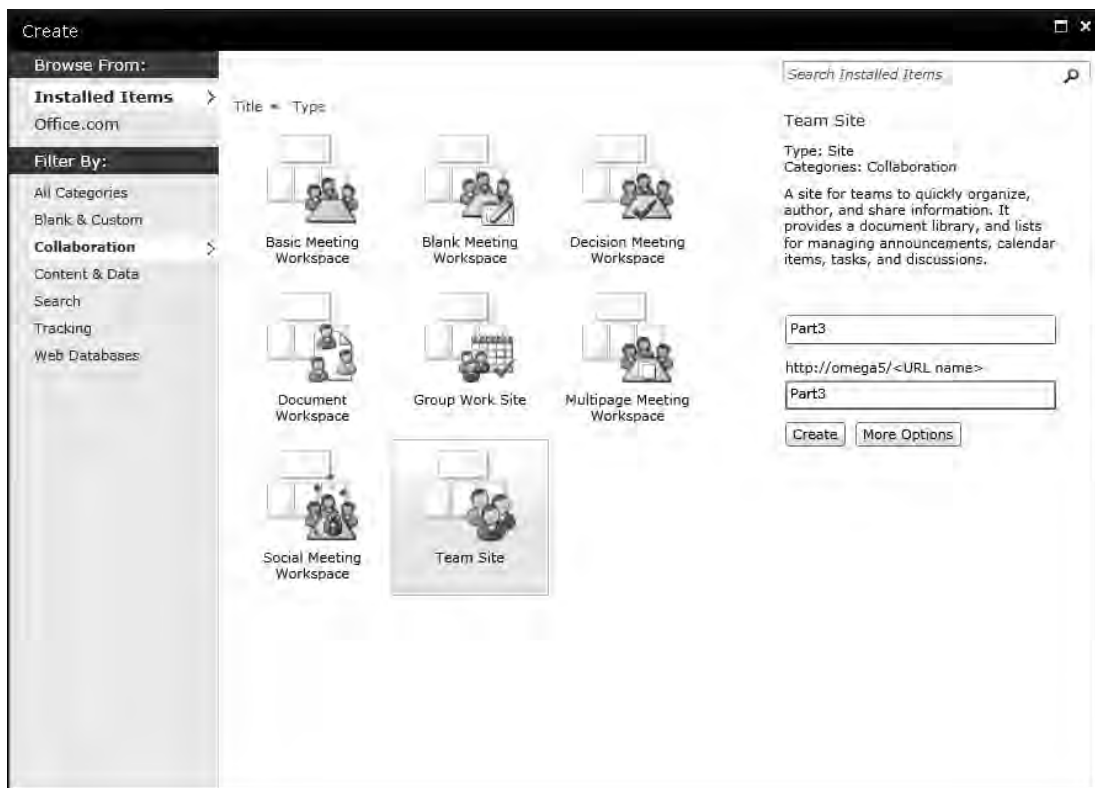 Create
Browse From:
Installed Items
Office.com
Filter By:
All Categories
Blank & Custom
Collaboration
Content & Data
Search
Tracking
Web Databases
Title Type
Basic Meeting
Workspace
Blank Meeting
Workspace
Decision Meeting
Workspace
Document
Workspace
Group Work Site
Multipage Meeting
Workspace
Social Meeting
Workspace
Team Site
Search Installed Items
Team Site
Type: Site
Categories: Collaboration
A site for teams to quickly organize,
author, and share information. It
provides a document library, and lists
for managing announcements, calendar
items, tasks, and discussions.
Part3
http://omega5/<URL name>
Part3
Create More Options